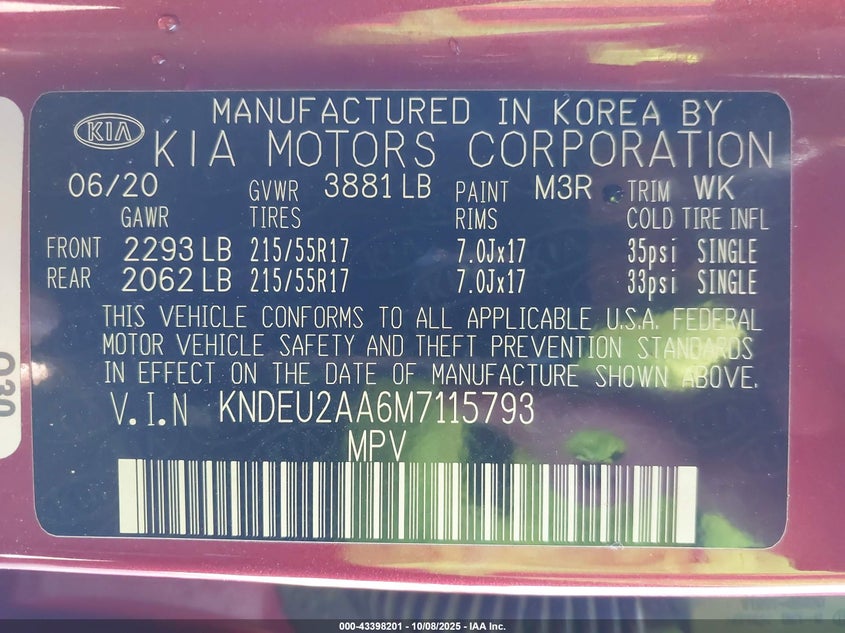 MANUFACTURED IN KOREA BY
KIA KIA MOTORS CORPORATION
06/20 GVWR 3881 LB PAINT M3R TRIM WK
GAWR TIRES RIMS COLD TIRE INFL
FRONT 2293 LB 215/55R17 7.0Jx17 35psi SINGLE
REAR 2062 LB 215/55R17 7.0Jx17 33psi SINGLE
THIS VEHICLE CONFORMS TO ALL APPLICABLE U.S.A. FEDERAL
MOTOR VEHICLE SAFETY AND THEFT PREVENTION STANDARDS
IN EFFECT ON THE DATE OF MANUFACTURE SHOWN ABOVE.
V.I.N KNDEU2AA6M7115793
MPV
000-43398201 - 10/08/2025 - IAA Inc.